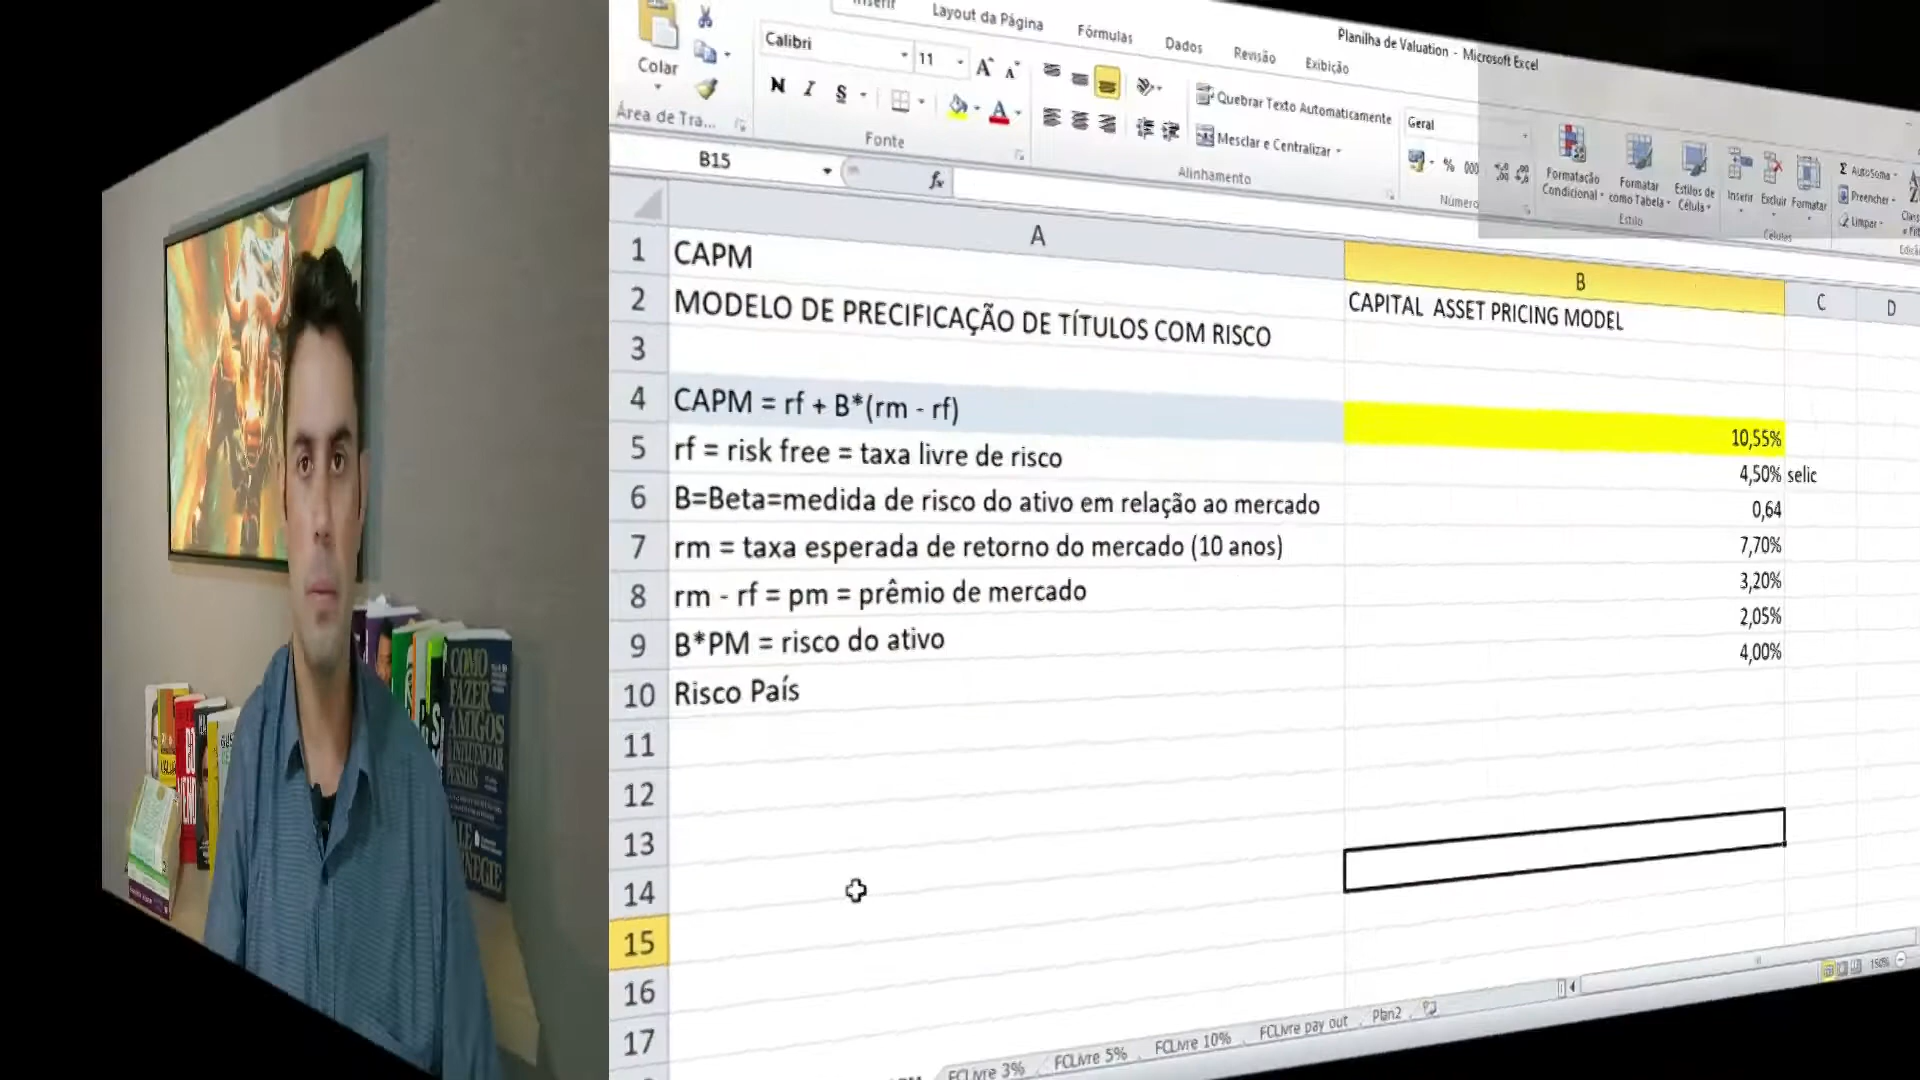 Inserir
Layout da Página
Fórmulas
Dados
Revisão
Exibição
Planilha de Valuation - Microsoft Excel
Colar
Calibri
11
N I S
Quebrar Texto Automaticamente
Mesclar e Centralizar
Geral
% 000
Formatação Condicional
Formatar como Tabela
Estilos de Célula
Inserir Excluir Formatar
AutoSoma
Preencher
Limpar
Área de Tra...
Fonte
Alinhamento
Número
Estilo
Células
B15
fx
A B C D
1 CAPM
2 MODELO DE PRECIFICAÇÃO DE TÍTULOS COM RISCO CAPITAL ASSET PRICING MODEL
3
4 CAPM = rf + B*(rm - rf) 10,55%
5 rf = risk free = taxa livre de risco 4,50% selic
6 B=Beta=medida de risco do ativo em relação ao mercado 0,64
7 rm = taxa esperada de retorno do mercado (10 anos) 7,70%
8 rm - rf = pm = prêmio de mercado 3,20%
9 B*PM = risco do ativo 2,05%
10 Risco País 4,00%
11
12
13
14
15
16
17
FCLivre 3%
FCLivre 5%
FCLivre 10%
FCLivre pay out
Plan2
150%
COMO
FAZER
AMIGOS